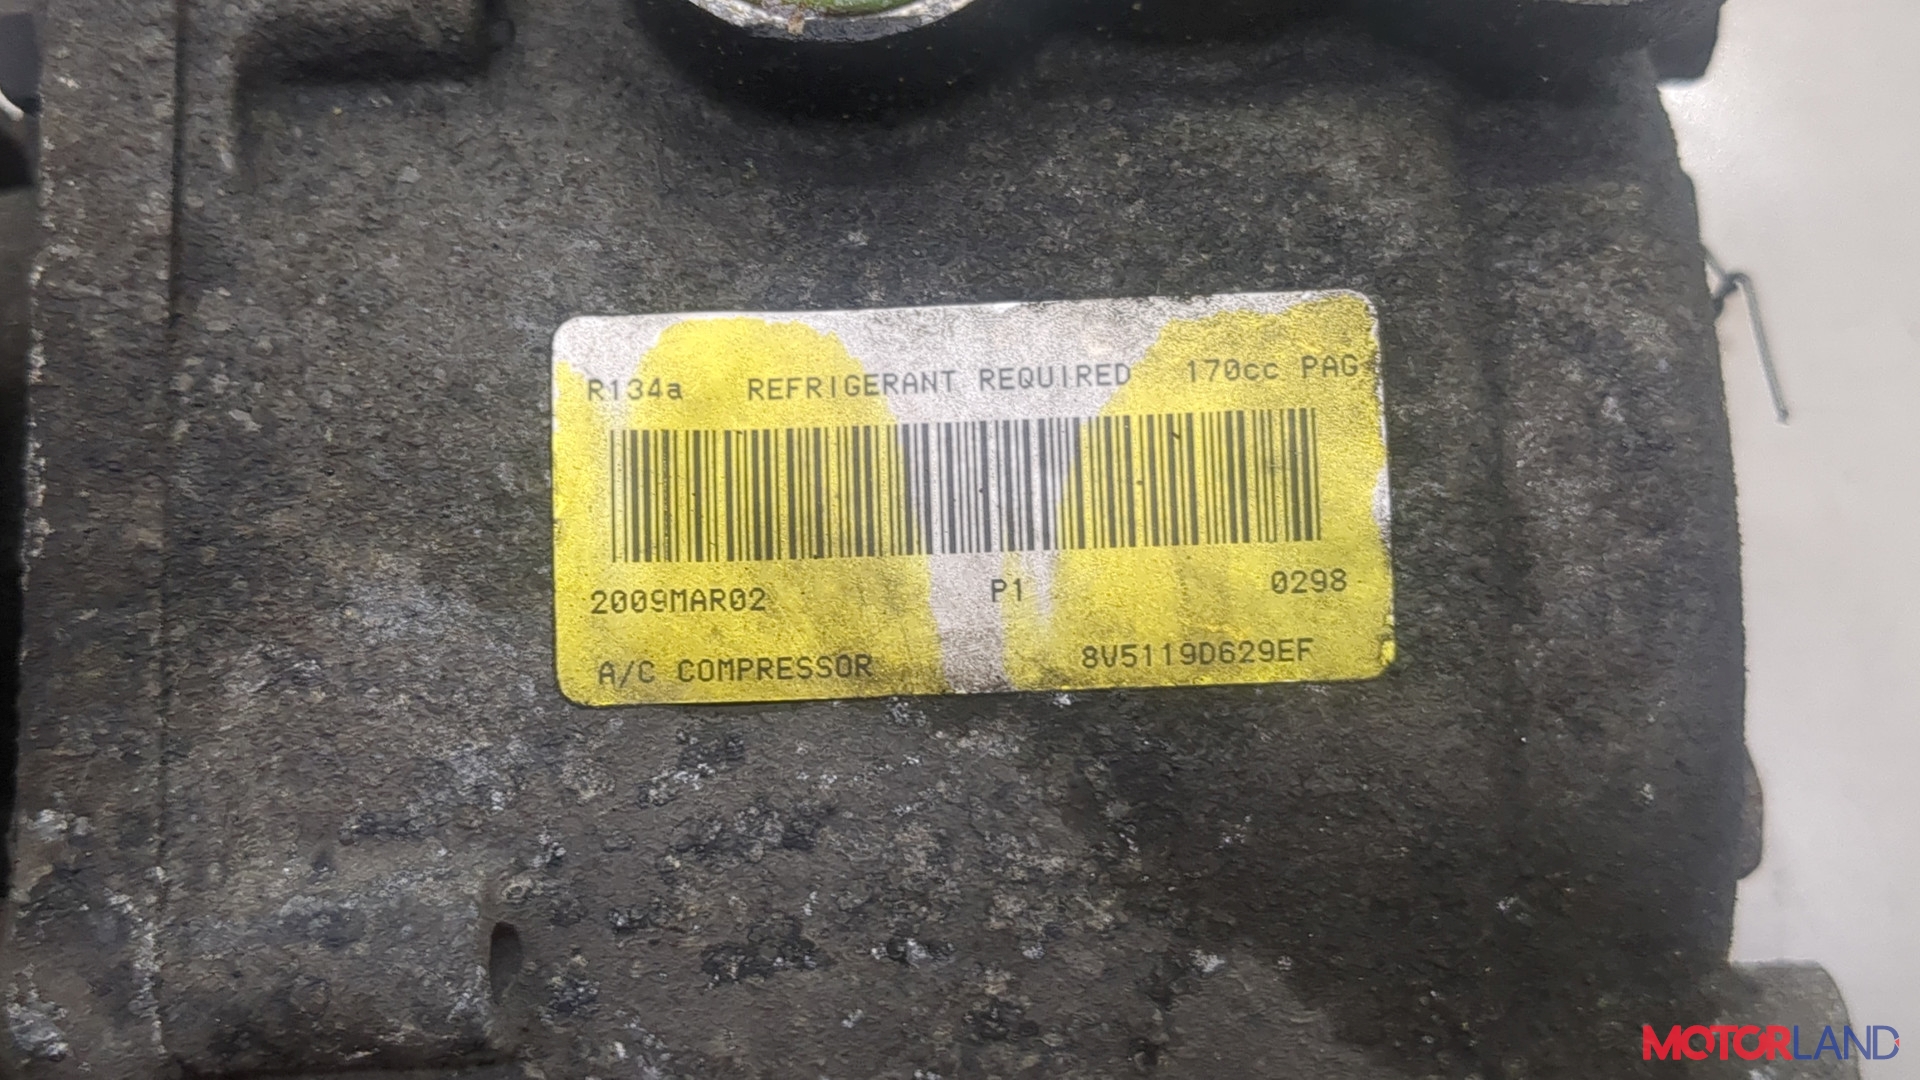 R134a REFRIGERANT REQUIRED 170cc PAG
2009MAR02 P1 0298
A/C COMPRESSOR 8V5119D629EF
MOTORLAND